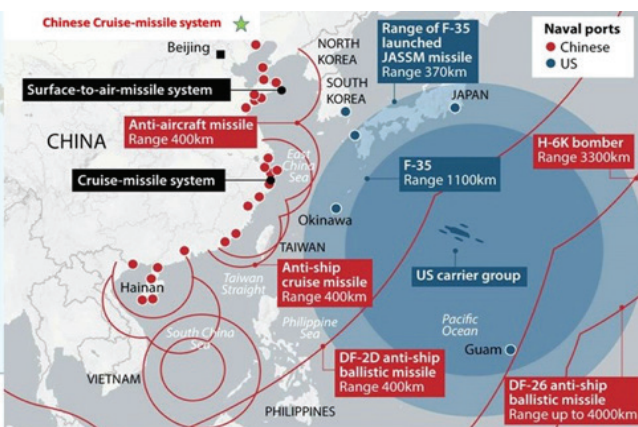 Chinese Cruise-missile system
Beijing
Surface-to-air-missile system
CHINA
Anti-aircraft missile
Range 400km
Cruise-missile system
NORTH
KOREA
SOUTH
KOREA
East
China
Sea
Range of F-35
launched
JASSM missile
Range 370km
JAPAN
Naval ports
Chinese
US
H-6K bomber
Range 3300km
F-35
Range 1100km
Okinawa
TAIWAN
US carrier group
Hainan
Taiwan
Straight
Anti-ship
cruise missile
Range 400km
South China
Sea
Philippine
Sea
Pacific
Ocean
Guam
VIETNAM
DF-2D anti-ship
ballistic missile
Range 400km
PHILIPPINES
DF-26 anti-ship
ballistic missile
Range up to 4000km